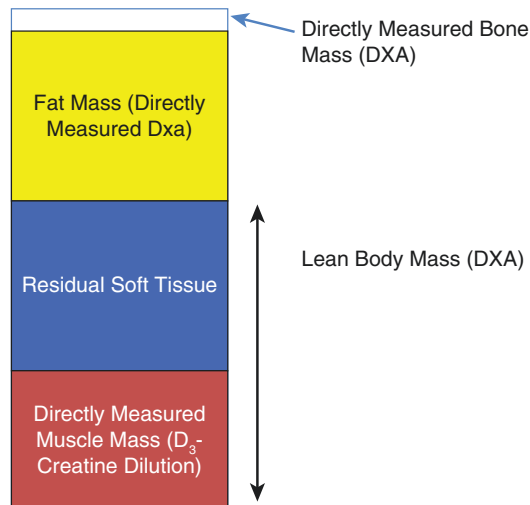 Directly Measured Bone
Mass (DXA)
Fat Mass (Directly
Measured Dxa)
Residual Soft Tissue
Lean Body Mass (DXA)
Directly Measured
Muscle Mass (D₃-
Creatine Dilution)